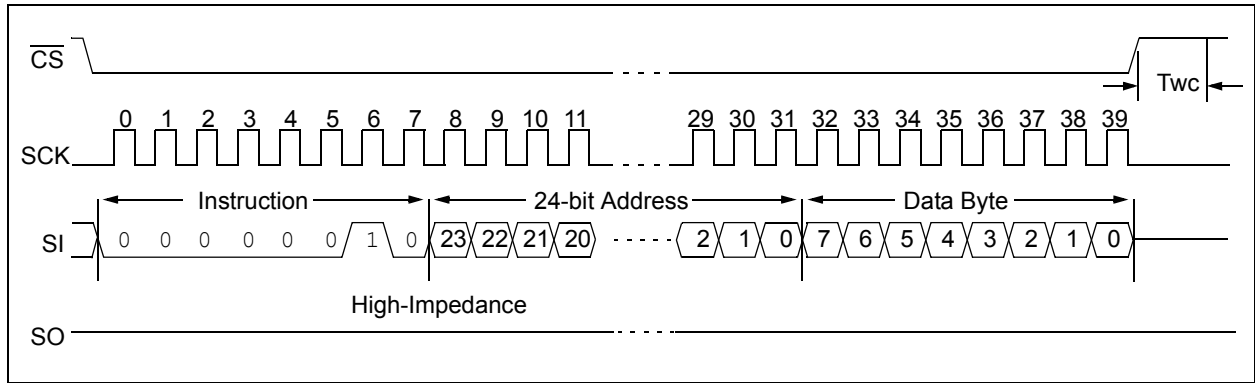 CS
Twc
0 1 2 3 4 5 6 7 8 9 10 11 29 30 31 32 33 34 35 36 37 38 39
SCK
Instruction 24-bit Address Data Byte
SI 0 0 0 0 0 0 1 0 23 22 21 20 2 1 0 7 6 5 4 3 2 1 0
High-Impedance
SO